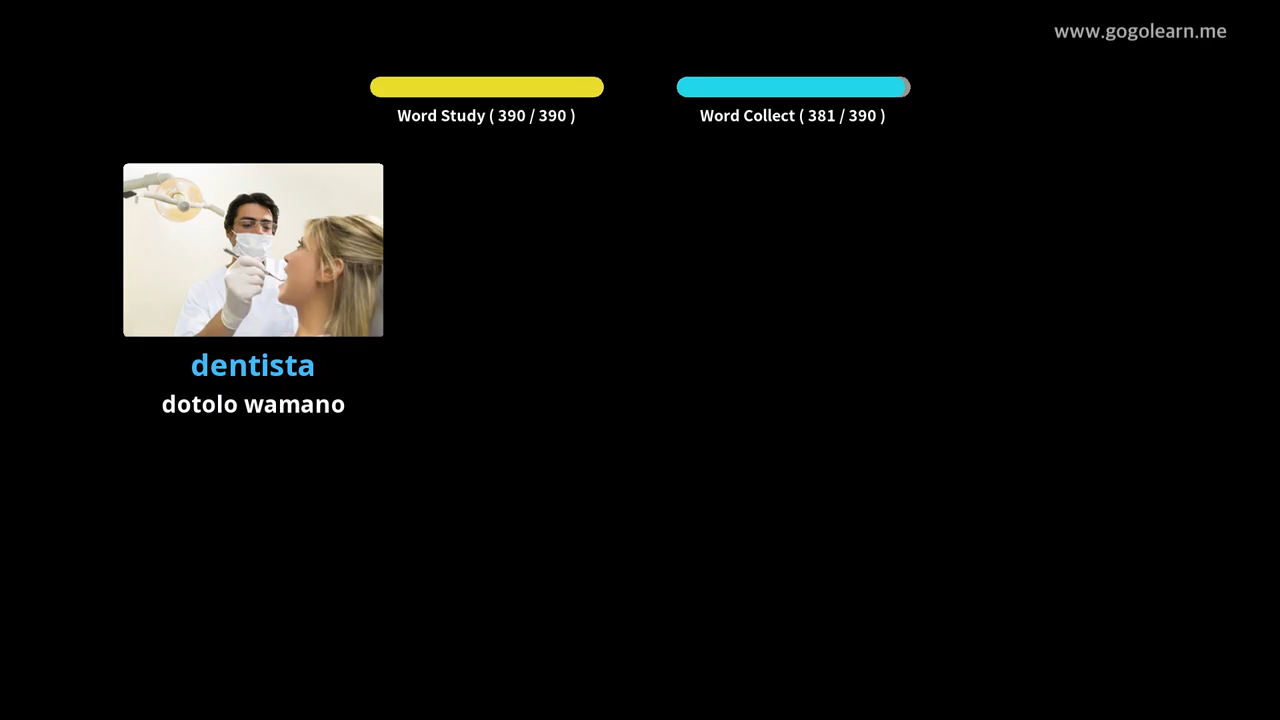 www.gogolearn.me
Word Study ( 390 / 390 )
Word Collect ( 381 / 390 )
dentista
dotolo wamano